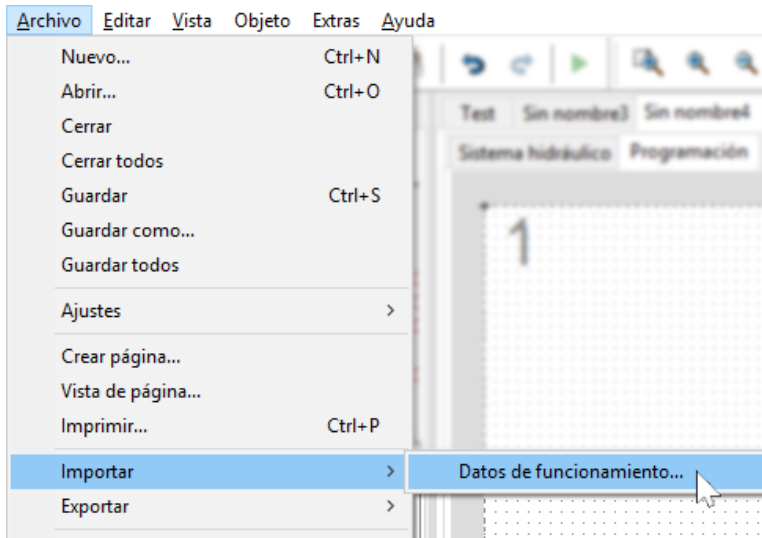 Archivo Editar Vista Objeto Extras Ayuda
Nuevo... Ctrl+N
Abrir... Ctrl+O
Cerrar
Cerrar todos
Guardar Ctrl+S
Guardar como...
Guardar todos
Ajustes >
Crear página...
Vista de página...
Imprimir... Ctrl+P
Importar >
Exportar >
Datos de funcionamiento...
Test Sin nombre3 Sin nombre4
Sistema hidráulico Programación
1